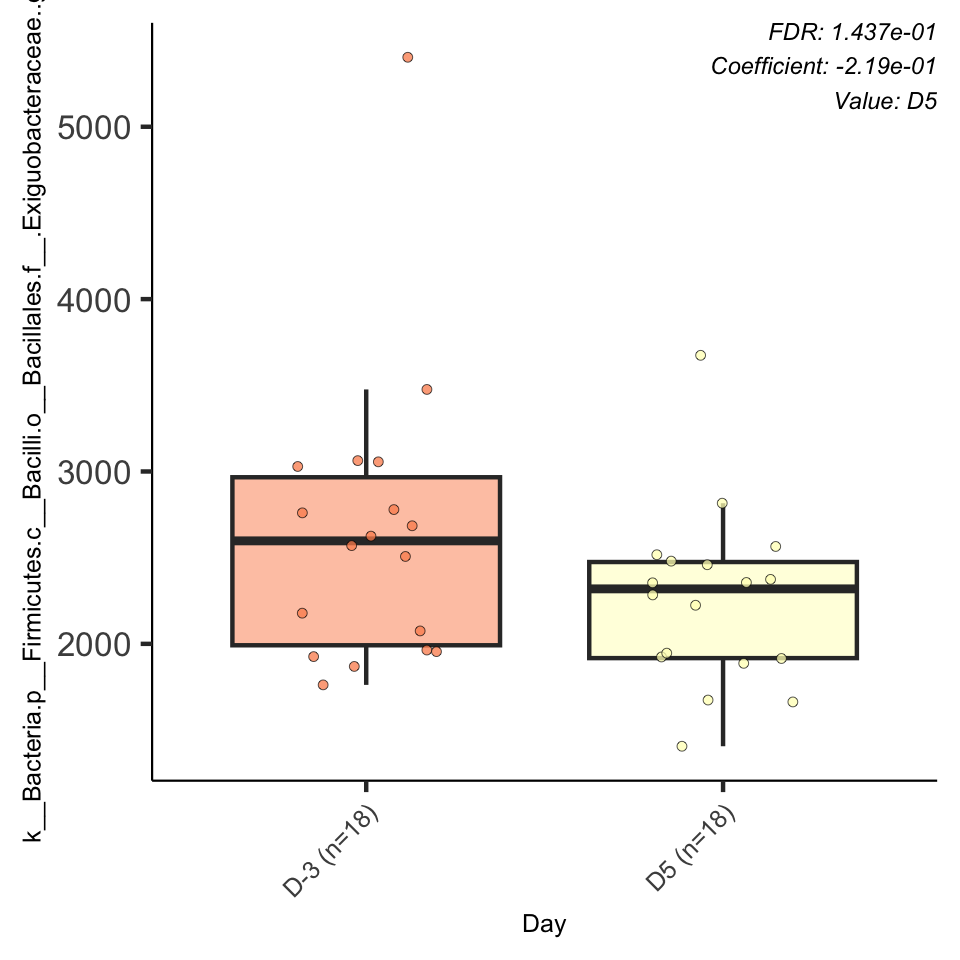 FDR: 1.437e-01
Coefficient: -2.19e-01
Value: D5
k__Bacteria.p__Firmicutes.c__Bacilli.o__Bacillales.f__.Exiguobacteraceae..g
5000
4000
3000
2000
D-3 (n=18)
D5 (n=18)
Day